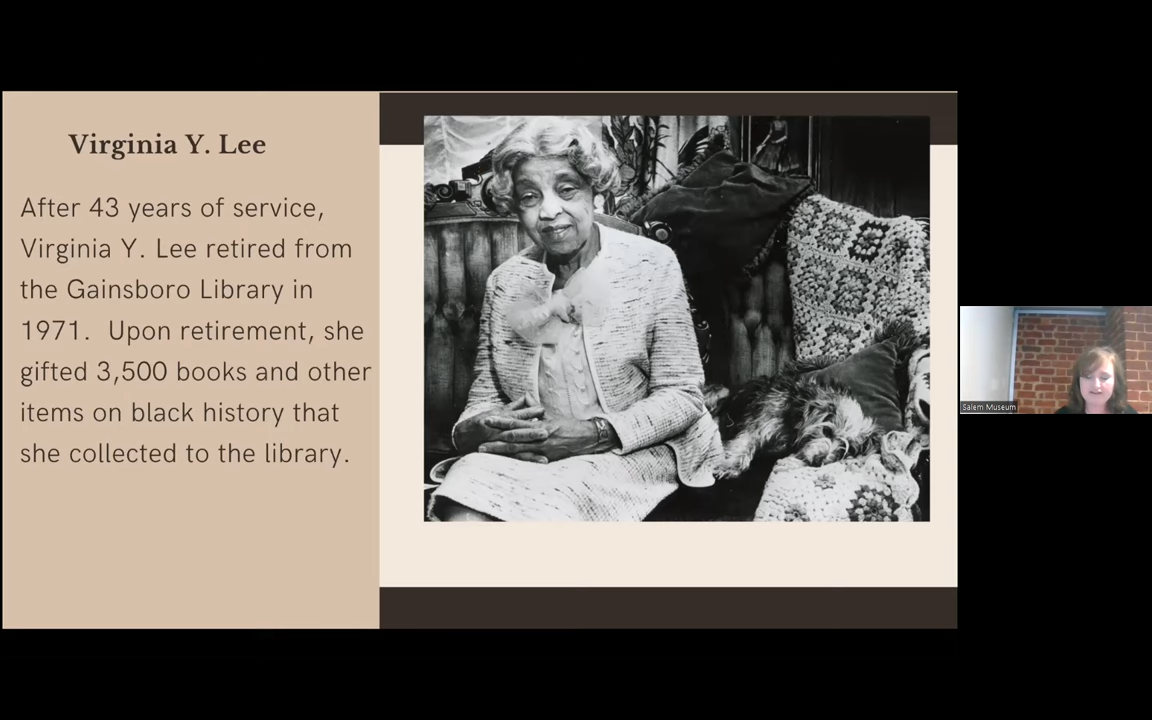 Virginia Y. Lee
After 43 years of service,
Virginia Y. Lee retired from
the Gainsboro Library in
1971.  Upon retirement, she
gifted 3,500 books and other
items on black history that
she collected to the library.
Salem Museum